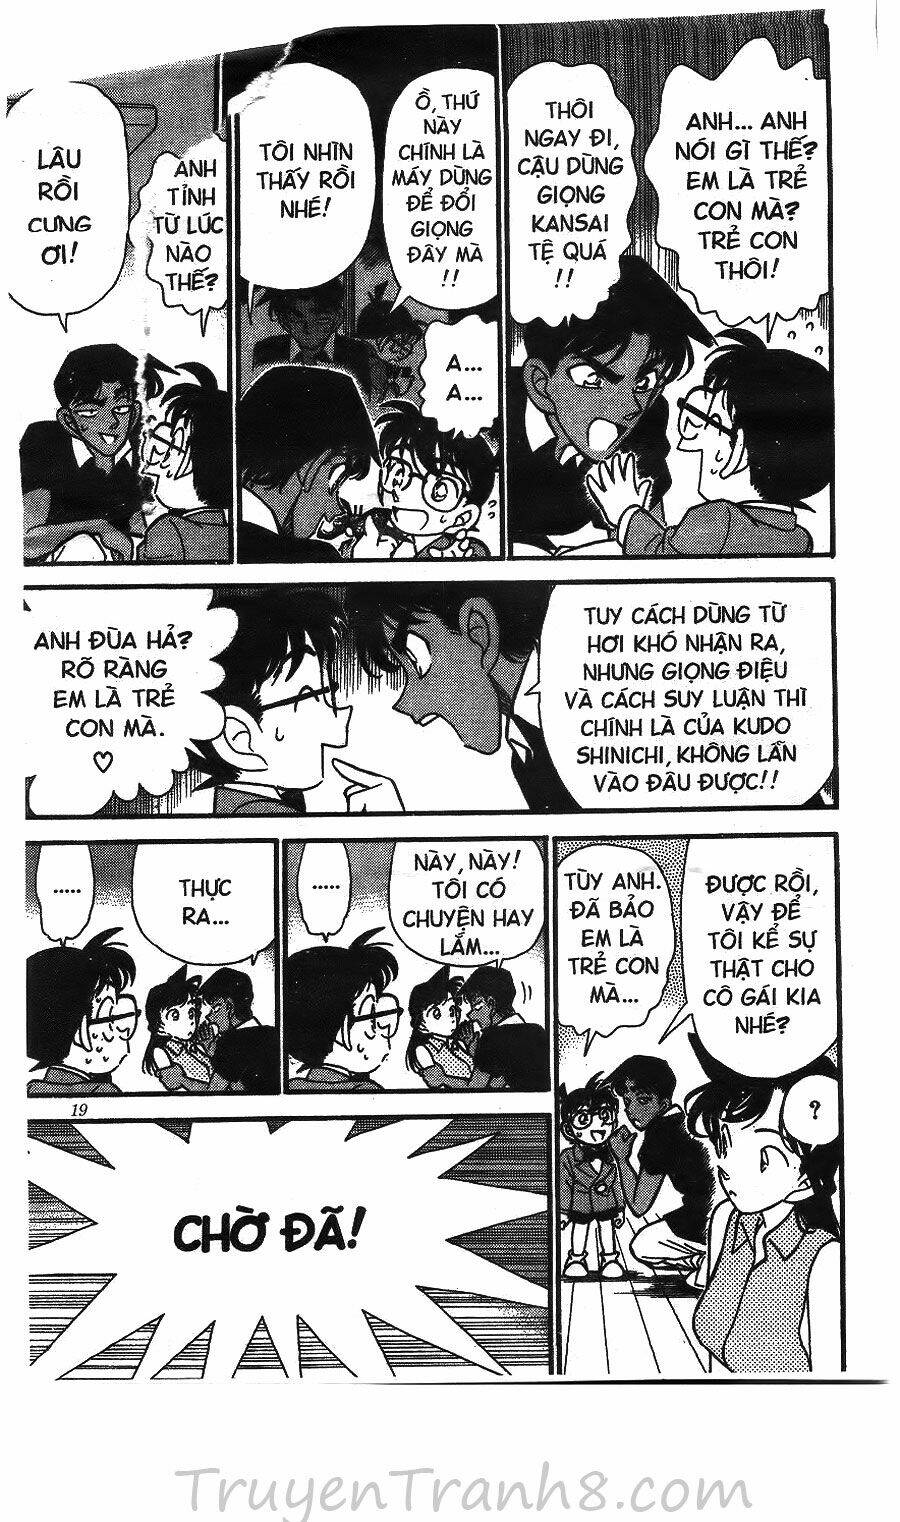 ANH... ANH
NÓI GÌ THẾ?
EM LÀ TRẺ
CON MÀ?
TRẺ CON
THÔI!
THÔI
NGAY ĐI,
CẬU DÙNG
GIỌNG
KANSAI
TỆ QUÁ
!!
Ồ, THỨ
NÀY
CHÍNH LÀ
MÁY DÙNG
ĐỂ ĐỔI
GIỌNG
ĐÂY MÀ
!!
A...
A...
TÔI NHÌN
THẤY RỒI
NHÉ!
ANH
TỈNH
TỪ LÚC
NÀO
THẾ?
LÂU
RỒI
CƯNG
ƠI!
TUY CÁCH DÙNG TỪ
HƠI KHÓ NHẬN RA,
NHƯNG GIỌNG ĐIỆU
VÀ CÁCH SUY LUẬN THÌ
CHÍNH LÀ CỦA KUDO
SHINICHI, KHÔNG LẪN
VÀO ĐÂU ĐƯỢC!!
ANH ĐÙA HẢ?
RÕ RÀNG
EM LÀ TRẺ
CON MÀ.
♡
ĐƯỢC RỒI,
VẬY ĐỂ
TÔI KỂ SỰ
THẬT CHO
CÔ GÁI KIA
NHÉ?
TÙY ANH.
ĐÃ BẢO
EM LÀ
TRẺ CON
MÀ...
?
NÀY, NÀY!
TÔI CÓ
CHUYỆN HAY
LẮM...
.....
THỰC
RA...
.....
19
CHỜ ĐÃ!
TruyenTranh8.com